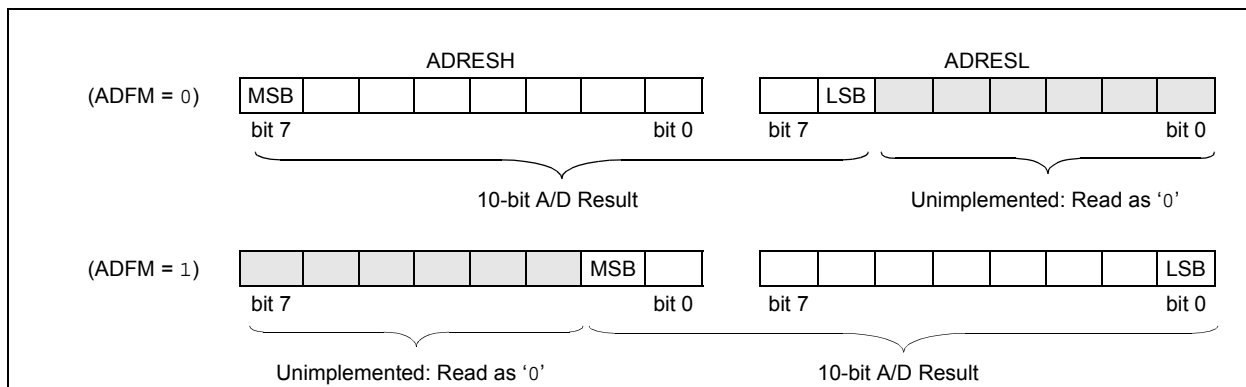 ADRESH ADRESL
(ADFM = 0) MSB LSB
bit 7 bit 0 bit 7 bit 0
10-bit A/D Result Unimplemented: Read as ‘0’
(ADFM = 1) MSB LSB
bit 7 bit 0 bit 7 bit 0
Unimplemented: Read as ‘0’ 10-bit A/D Result